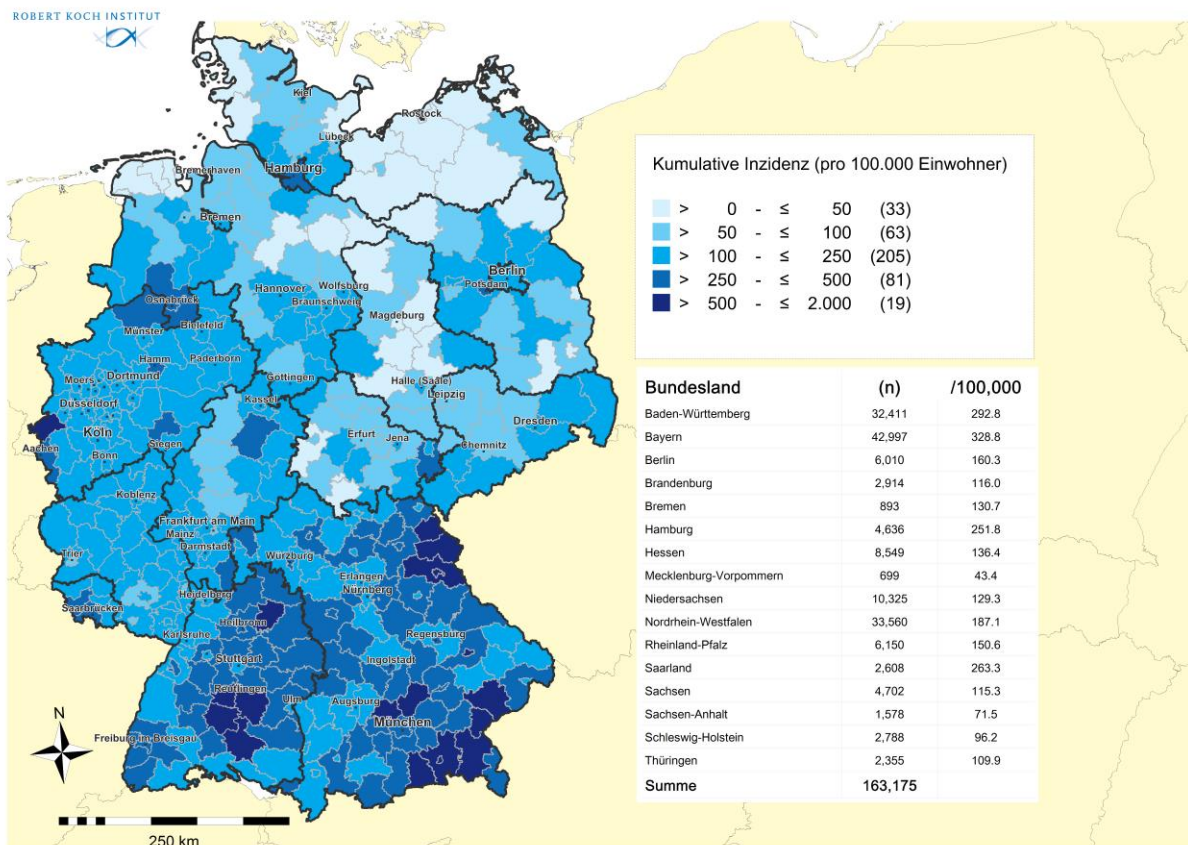 ROBERT KOCH INSTITUT
Kiel
Rostock
Lübeck
Hamburg
Bremerhaven
Bremen
Berlin
Potsdam
Hannover
Wolfsburg
Braunschweig
Osnabrück
Magdeburg
Bielefeld
Münster
Hamm
Paderborn
Moers
Dortmund
Göttingen
Halle (Saale)
Leipzig
Kassel
Düsseldorf
Dresden
Köln
Erfurt
Jena
Chemnitz
Aachen
Siegen
Bonn
Koblenz
Frankfurt am Main
Mainz
Darmstadt
Trier
Würzburg
Erlangen
Nürnberg
Heidelberg
Saarbrücken
Heilbronn
Karlsruhe
Regensburg
Stuttgart
Ingolstadt
Reutlingen
Ulm
Augsburg
München
Freiburg im Breisgau
N
250 km
Kumulative Inzidenz (pro 100.000 Einwohner)
> 0 - ≤ 50 (33)
> 50 - ≤ 100 (63)
> 100 - ≤ 250 (205)
> 250 - ≤ 500 (81)
> 500 - ≤ 2.000 (19)
Bundesland (n) /100,000
Baden-Württemberg 32,411 292.8
Bayern 42,997 328.8
Berlin 6,010 160.3
Brandenburg 2,914 116.0
Bremen 893 130.7
Hamburg 4,636 251.8
Hessen 8,549 136.4
Mecklenburg-Vorpommern 699 43.4
Niedersachsen 10,325 129.3
Nordrhein-Westfalen 33,560 187.1
Rheinland-Pfalz 6,150 150.6
Saarland 2,608 263.3
Sachsen 4,702 115.3
Sachsen-Anhalt 1,578 71.5
Schleswig-Holstein 2,788 96.2
Thüringen 2,355 109.9
Summe 163,175